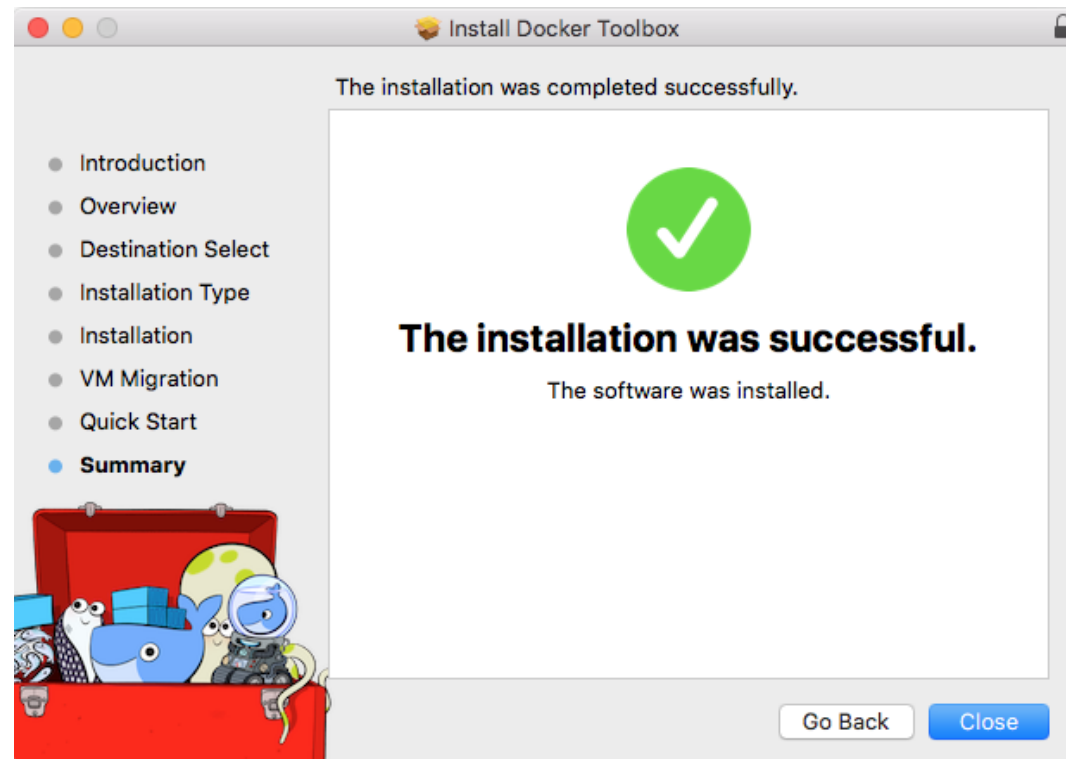 Install Docker Toolbox
The installation was completed successfully.
Introduction
Overview
Destination Select
Installation Type
Installation
VM Migration
Quick Start
Summary
The installation was successful.
The software was installed.
Go Back
Close